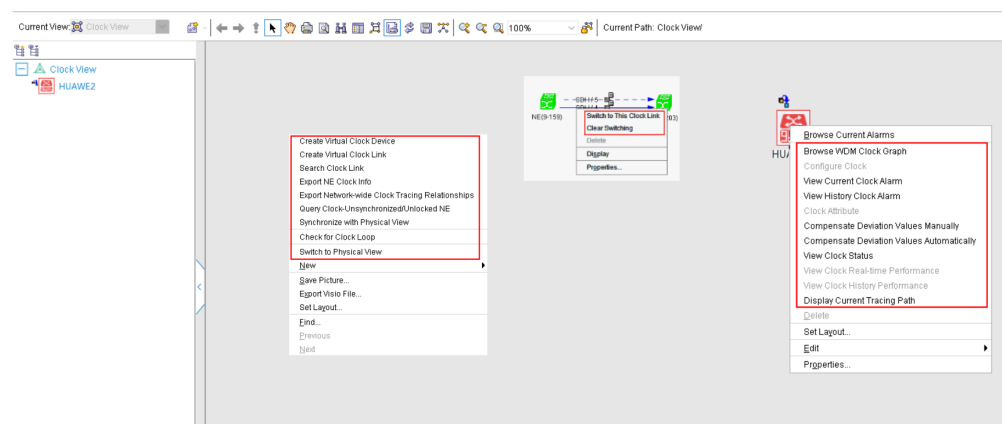 Current View: Clock View
100%
Current Path: Clock View/
Clock View
HUAWE2
SDH / 5
SDH / 4
NE(9-159)
203)
Switch to This Clock Link
Clear Switching
Delete
Display
Properties...
Create Virtual Clock Device
Create Virtual Clock Link
Search Clock Link
Export NE Clock Info
Export Network-wide Clock Tracing Relationships
Query Clock-Unsynchronized/Unlocked NE
Synchronize with Physical View
Check for Clock Loop
Switch to Physical View
New
Save Picture...
Export Visio File...
Set Layout...
Find...
Previous
Next
HUA
Browse Current Alarms
Browse WDM Clock Graph
Configure Clock
View Current Clock Alarm
View History Clock Alarm
Clock Attribute
Compensate Deviation Values Manually
Compensate Deviation Values Automatically
View Clock Status
View Clock Real-time Performance
View Clock History Performance
Display Current Tracing Path
Delete
Set Layout...
Edit
Properties...